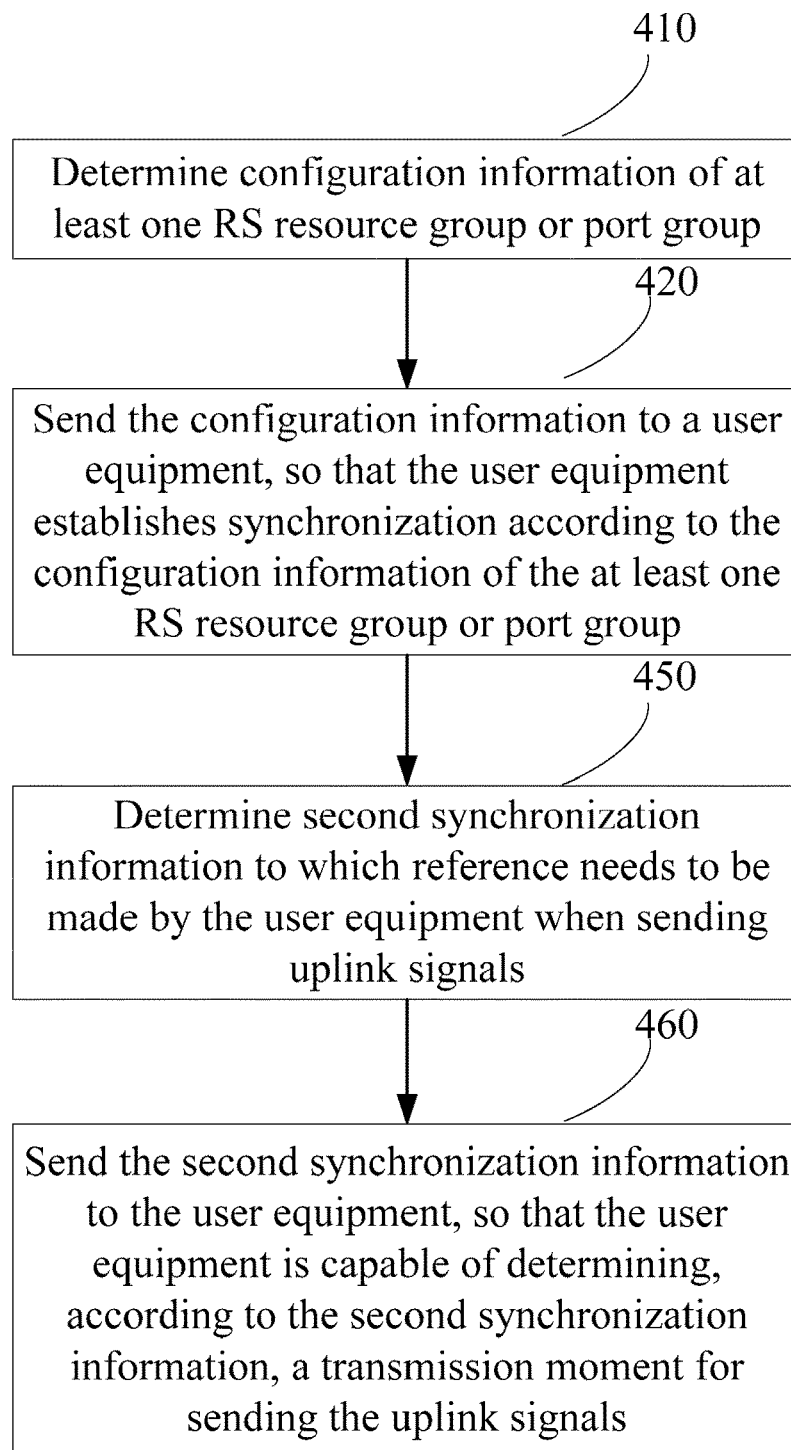 410
Determine configuration information of at
least one RS resource group or port group
420
Send the configuration information to a user
equipment, so that the user equipment
establishes synchronization according to the
configuration information of the at least one
RS resource group or port group
450
Determine second synchronization
information to which reference needs to be
made by the user equipment when sending
uplink signals
460
Send the second synchronization information
to the user equipment, so that the user
equipment is capable of determining,
according to the second synchronization
information, a transmission moment for
sending the uplink signals